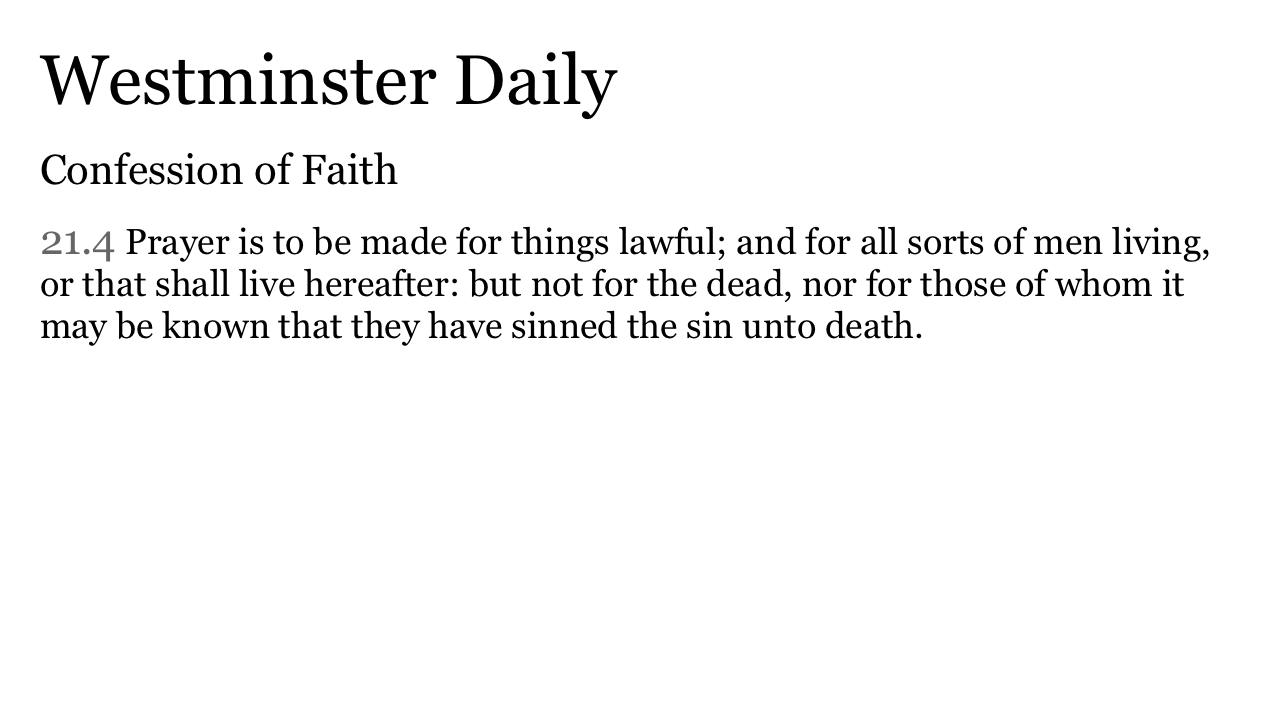 Westminster Daily
Confession of Faith
21.4 Prayer is to be made for things lawful; and for all sorts of men living,
or that shall live hereafter: but not for the dead, nor for those of whom it
may be known that they have sinned the sin unto death.